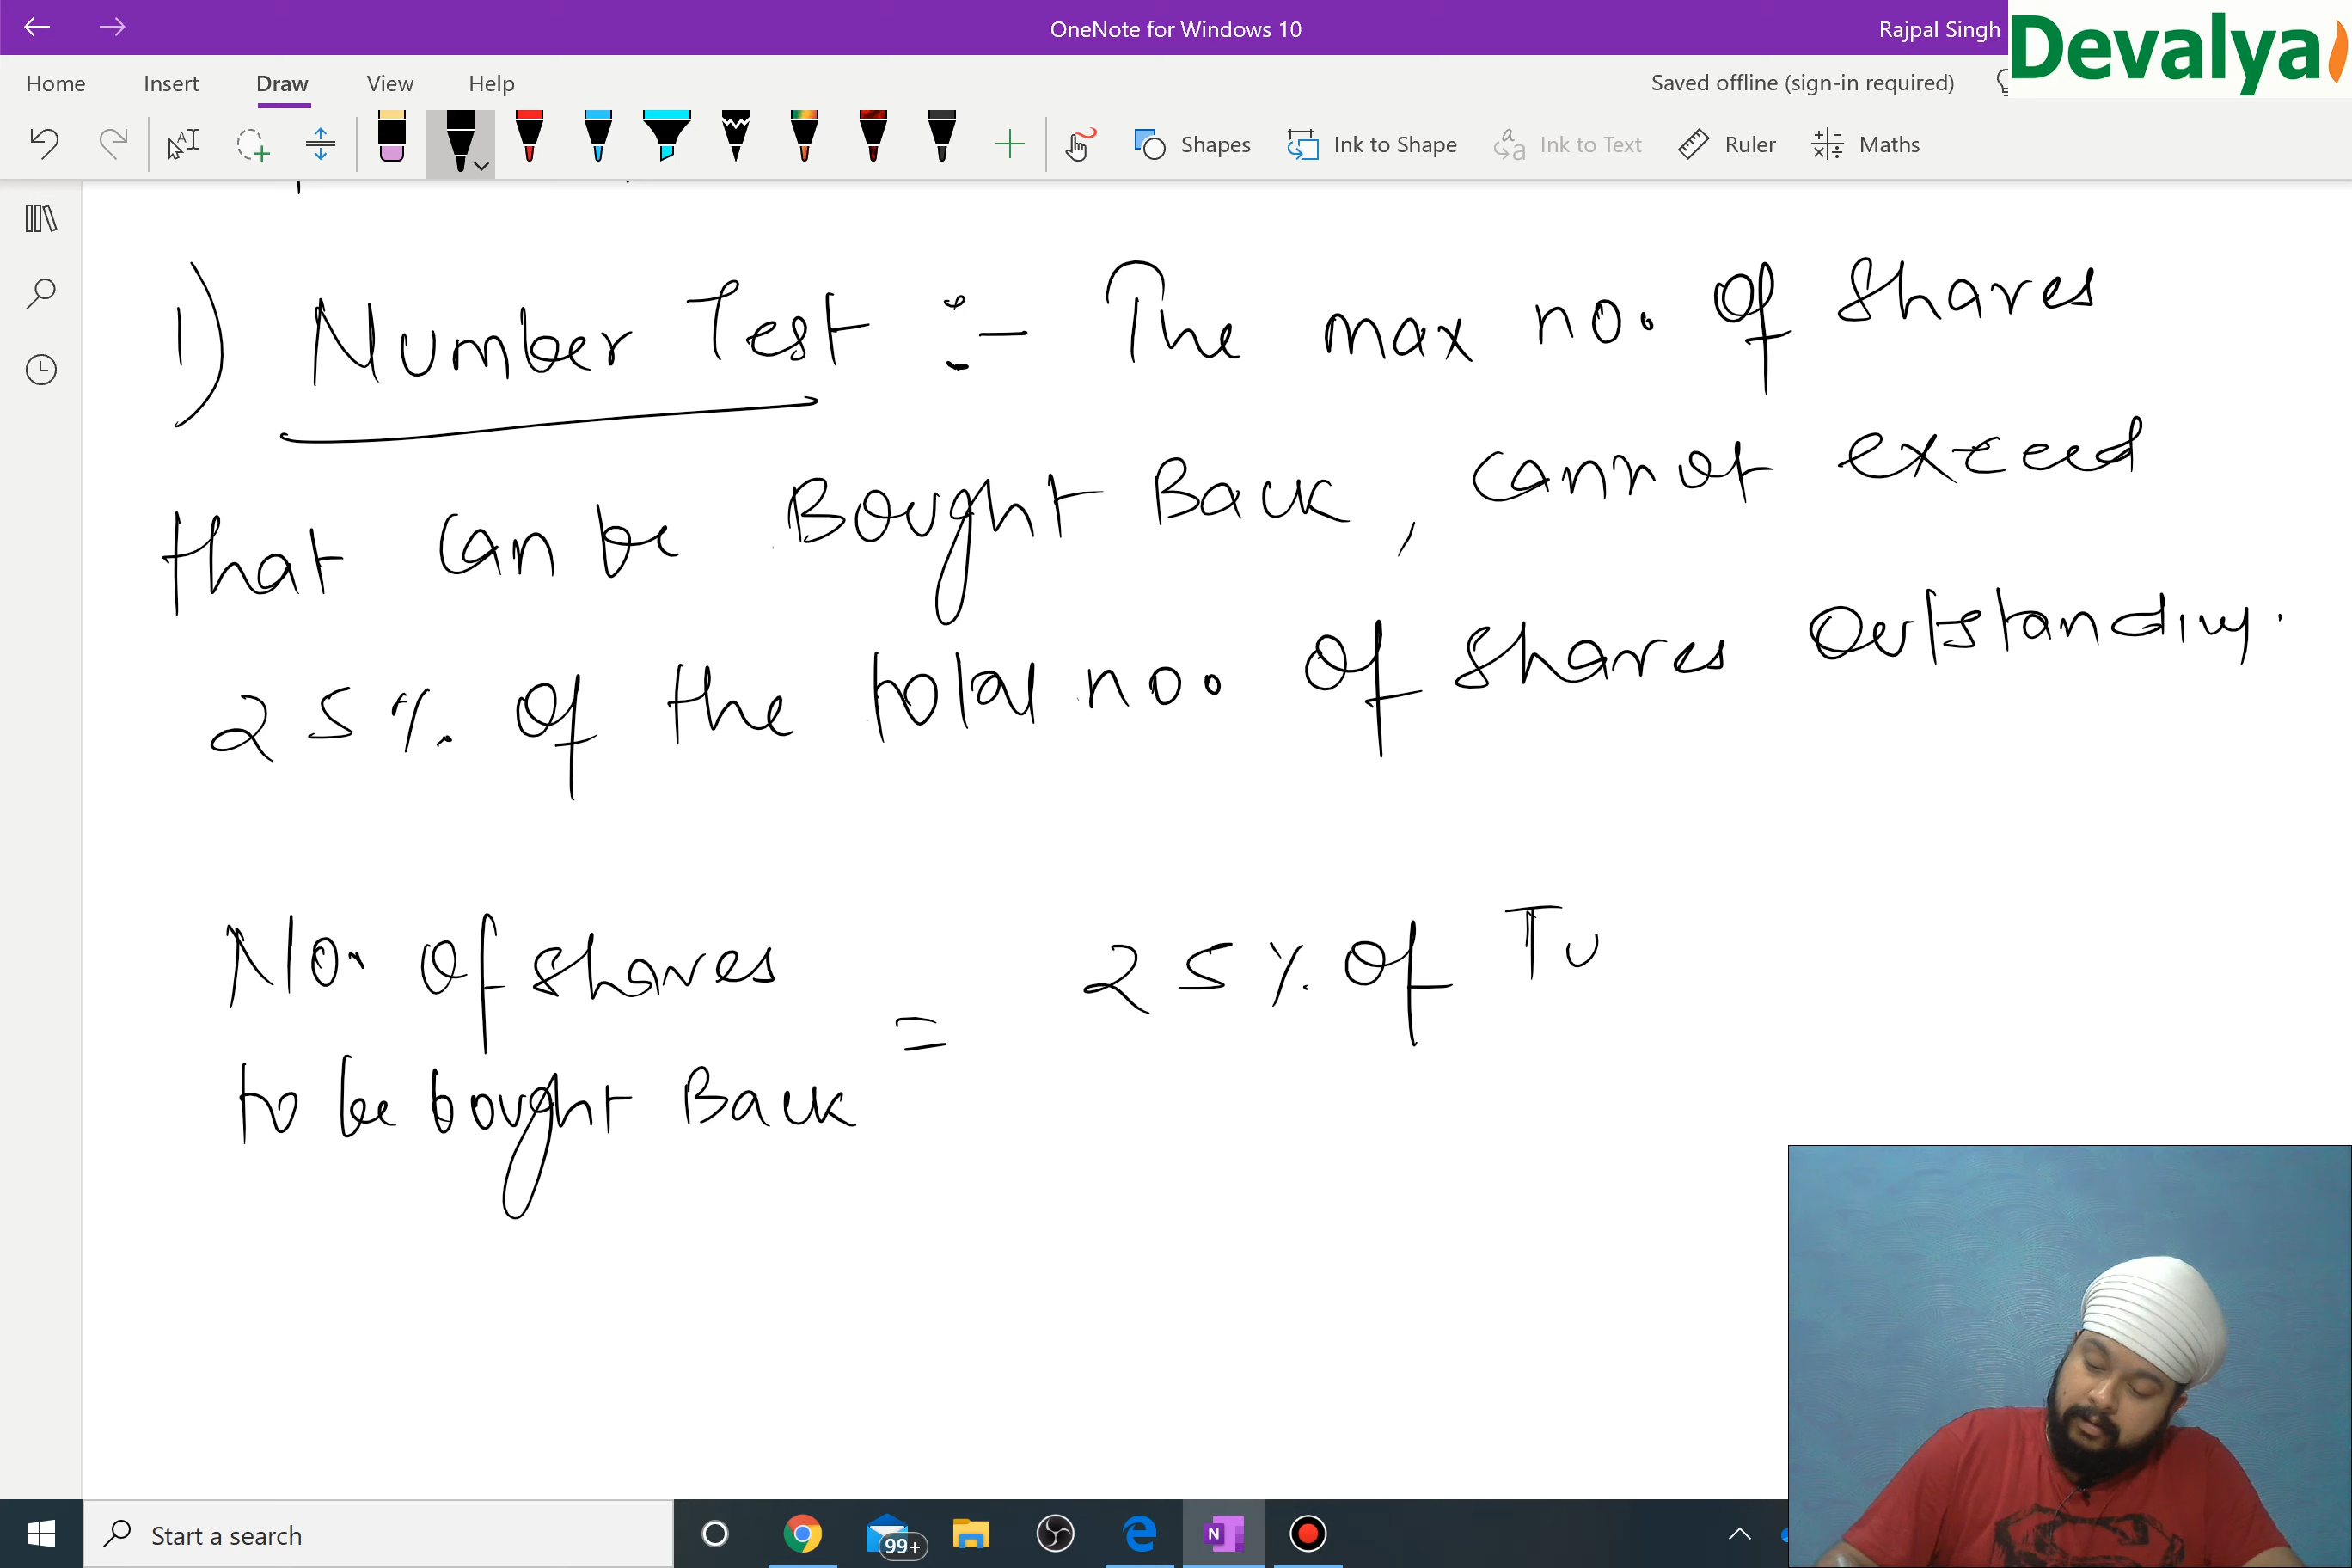 OneNote for Windows 10
Rajpal Singh
Devalya
Home Insert Draw View Help
Saved offline (sign-in required)
Shapes Ink to Shape Ink to Text Ruler Maths
1) Number Test :- The max no. of shares
that can be Bought Back, cannot exceed
25%. of the total no. of shares outstanding.
No. of shares
to be bought Back
= 25%. of To
Start a search
99+